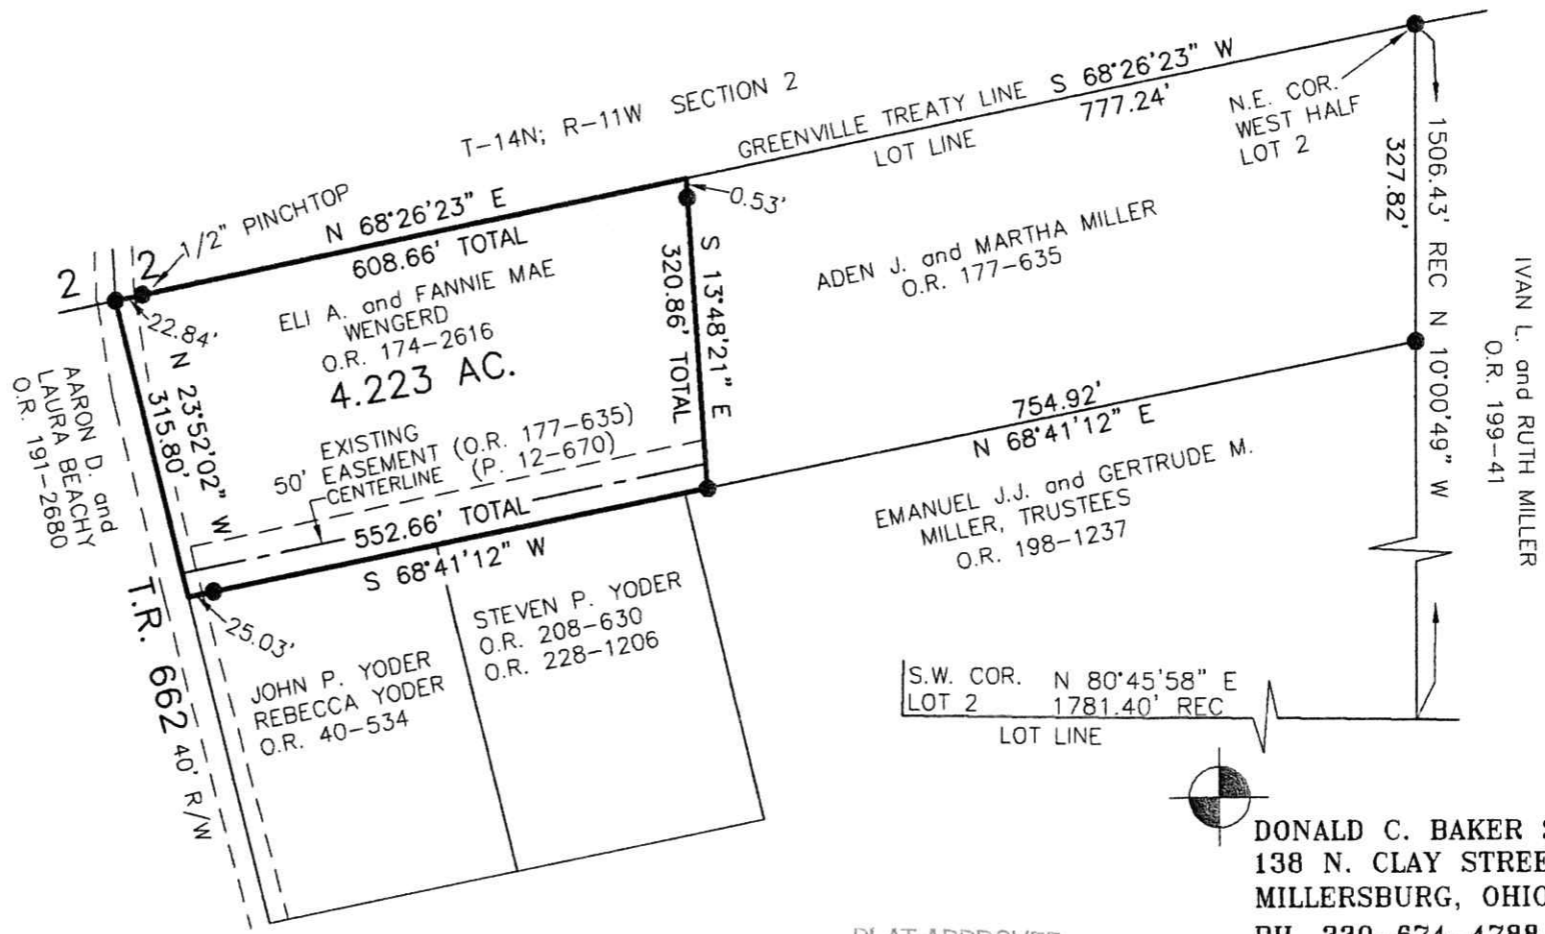 T-14N; R-11W SECTION 2
GREENVILLE TREATY LINE S 68°26'23" W
777.24'
LOT LINE
N.E. COR.
WEST HALF
LOT 2
1506.43' REC N 10°00'49" W
327.82'
IVAN L. and RUTH MILLER
O.R. 199-41
2
2
1/2" PINCHTOP
N 68°26'23" E
608.66' TOTAL
0.53'
22.84'
ELI A. and FANNIE MAE
WENGERD
O.R. 174-2616
4.223 AC.
S 13°48'21" E
320.86' TOTAL
ADEN J. and MARTHA MILLER
O.R. 177-635
AARON D. and
LAURA BEACHY
O.R. 191-2680
N 23°52'02" W
315.80'
EXISTING
50' EASEMENT (O.R. 177-635)
CENTERLINE (P. 12-670)
552.66' TOTAL
S 68°41'12" W
754.92'
N 68°41'12" E
EMANUEL J.J. and GERTRUDE M.
MILLER, TRUSTEES
O.R. 198-1237
25.03'
T.R. 662 40' R/W
JOHN P. YODER
REBECCA YODER
O.R. 40-534
STEVEN P. YODER
O.R. 208-630
O.R. 228-1206
S.W. COR.
LOT 2
N 80°45'58" E
1781.40' REC
LOT LINE
DONALD C. BAKER
138 N. CLAY STREE
MILLERSBURG, OHIO
PH. 330-674-4788
PLAT APPROVED